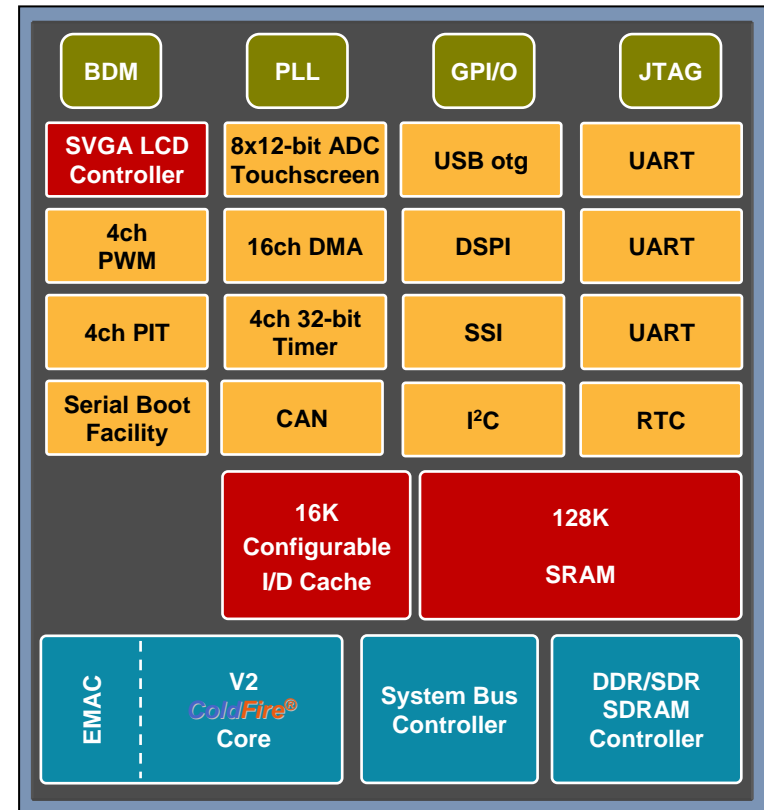 BDM
PLL
GPI/O
JTAG
SVGA LCD
Controller
8x12-bit ADC
Touchscreen
USB otg
UART
4ch
PWM
16ch DMA
DSPI
UART
4ch PIT
4ch 32-bit
Timer
SSI
UART
Serial Boot
Facility
CAN
I²C
RTC
16K
Configurable
I/D Cache
128K
SRAM
EMAC
V2
ColdFire®
Core
System Bus
Controller
DDR/SDR
SDRAM
Controller